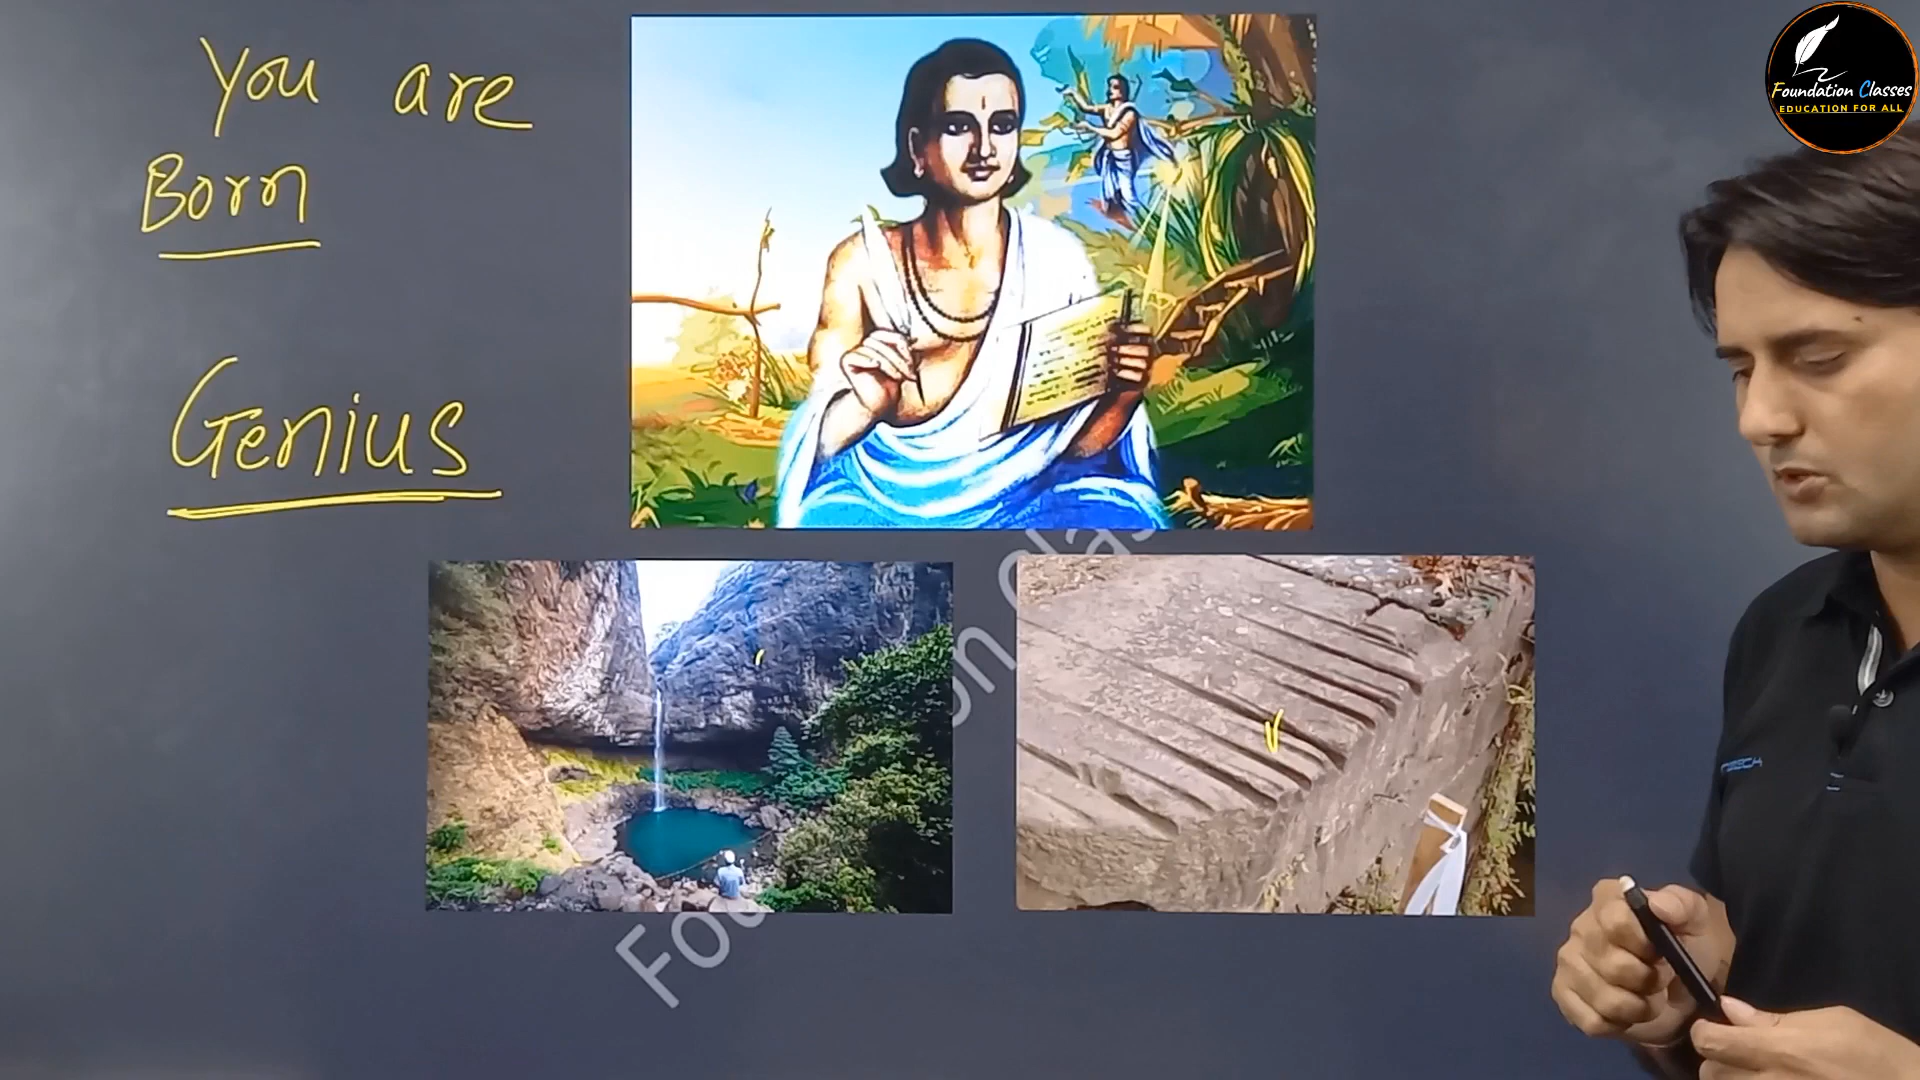 You are
Born
Genius
Foundation Classes
EDUCATION FOR ALL